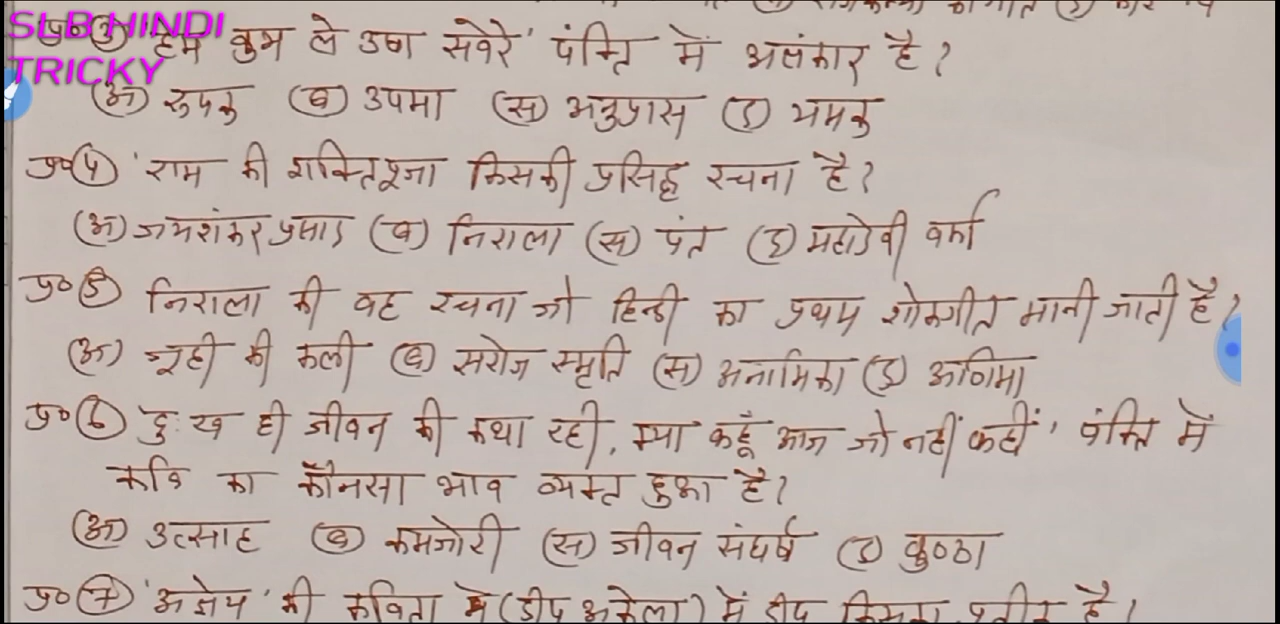 SLB HINDI
TRICKY
प्र० ③ 'हेम कुंभ ले उषा सवेरे' पंक्ति में अलंकार है?
(अ) रूपक (ब) उपमा (स) अनुप्रास (ड) यमक
प्र० ④ 'राम की शक्तिपूजा किसकी प्रसिद्ध रचना है?
(अ) जयशंकर प्रसाद (ब) निराला (स) पंत (ड) महादेवी वर्मा
प्र० ⑤ निराला की वह रचना जो हिन्दी का प्रथम शोकगीत मानी जाती है?
(अ) जूही की कली (ब) सरोज स्मृति (स) अनामिका (ड) अणिमा
प्र० ⑥ दुःख ही जीवन की कथा रही, क्या कहूँ आज जो नहीं कही' पंक्ति में
कवि का कौनसा भाव व्यक्त हुआ है?
(अ) उत्साह (ब) कमजोरी (स) जीवन संघर्ष (ड) कुण्ठा
प्र० ⑦ 'अज्ञेय' की कविता में (दीप अकेला) में दीप किसका प्रतीक है?